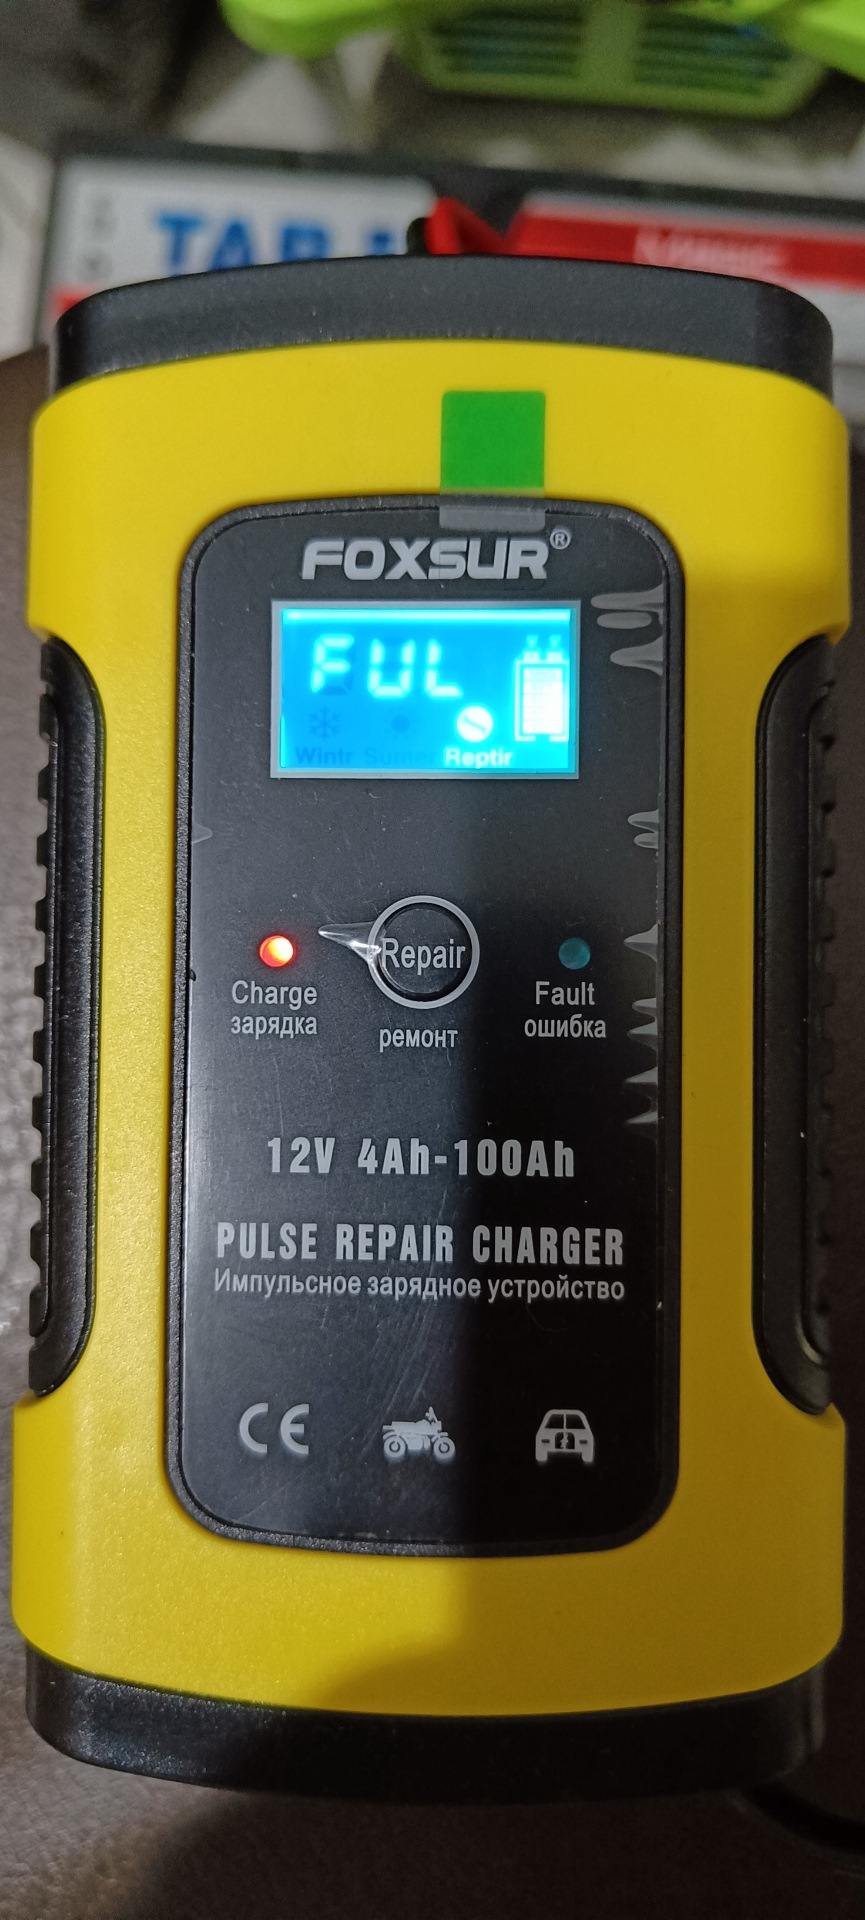 FOXSUR®
FUL
Wintr Sumer Reptir
Repair
Charge
зарядка
ремонт
Fault
ошибка
12V 4Ah-100Ah
PULSE REPAIR CHARGER
Импульсное зарядное устройство
CE